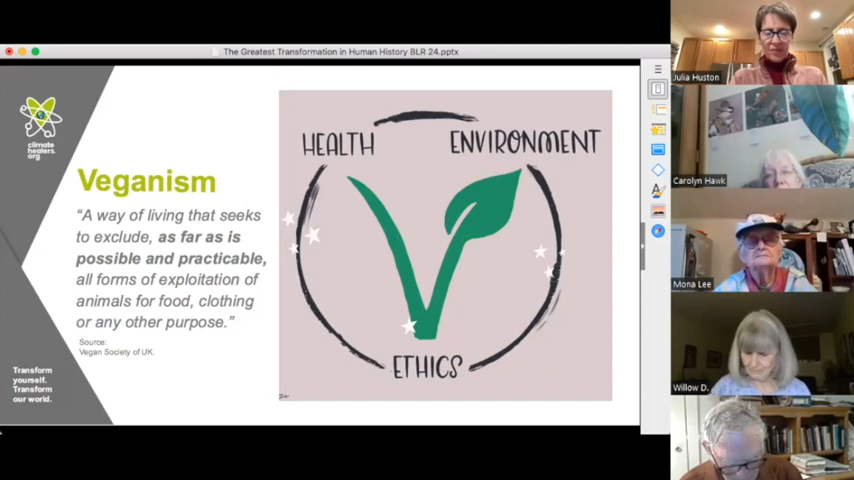 The Greatest Transformation in Human History BLR 24.pptx
climate
healers.
org
Veganism
“A way of living that seeks
to exclude, as far as is
possible and practicable,
all forms of exploitation of
animals for food, clothing
or any other purpose.”
Source:
Vegan Society of UK.
Transform
yourself.
Transform
our world.
HEALTH
ENVIRONMENT
V
ETHICS
Julia Huston
Carolyn Hawk
Mona Lee
Willow D.